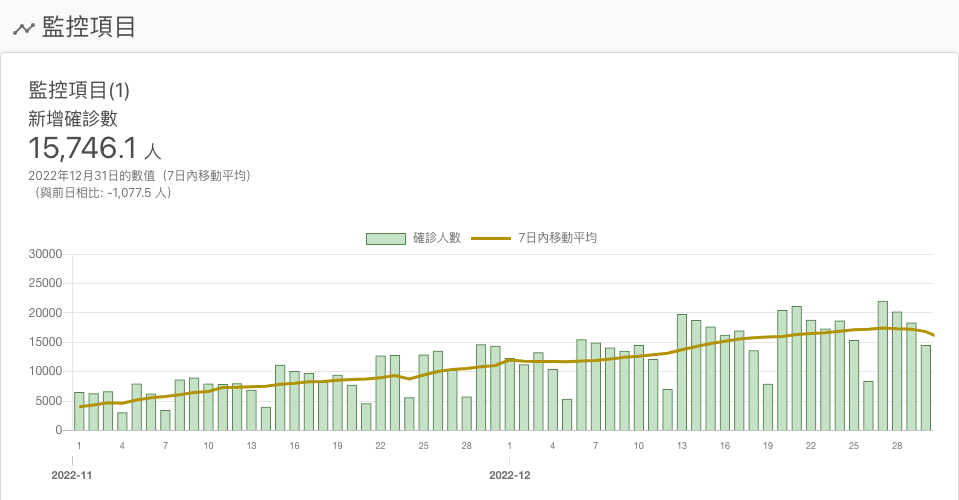 監控項目
監控項目(1)
新增確診數
15,746.1 人
2022年12月31日的數值（7日內移動平均）
（與前日相比: -1,077.5 人）
確診人數 7日內移動平均
30000
25000
20000
15000
10000
5000
0
1 4 7 10 13 16 19 22 25 28 1 4 7 10 13 16 19 22 25 28
2022-11 2022-12